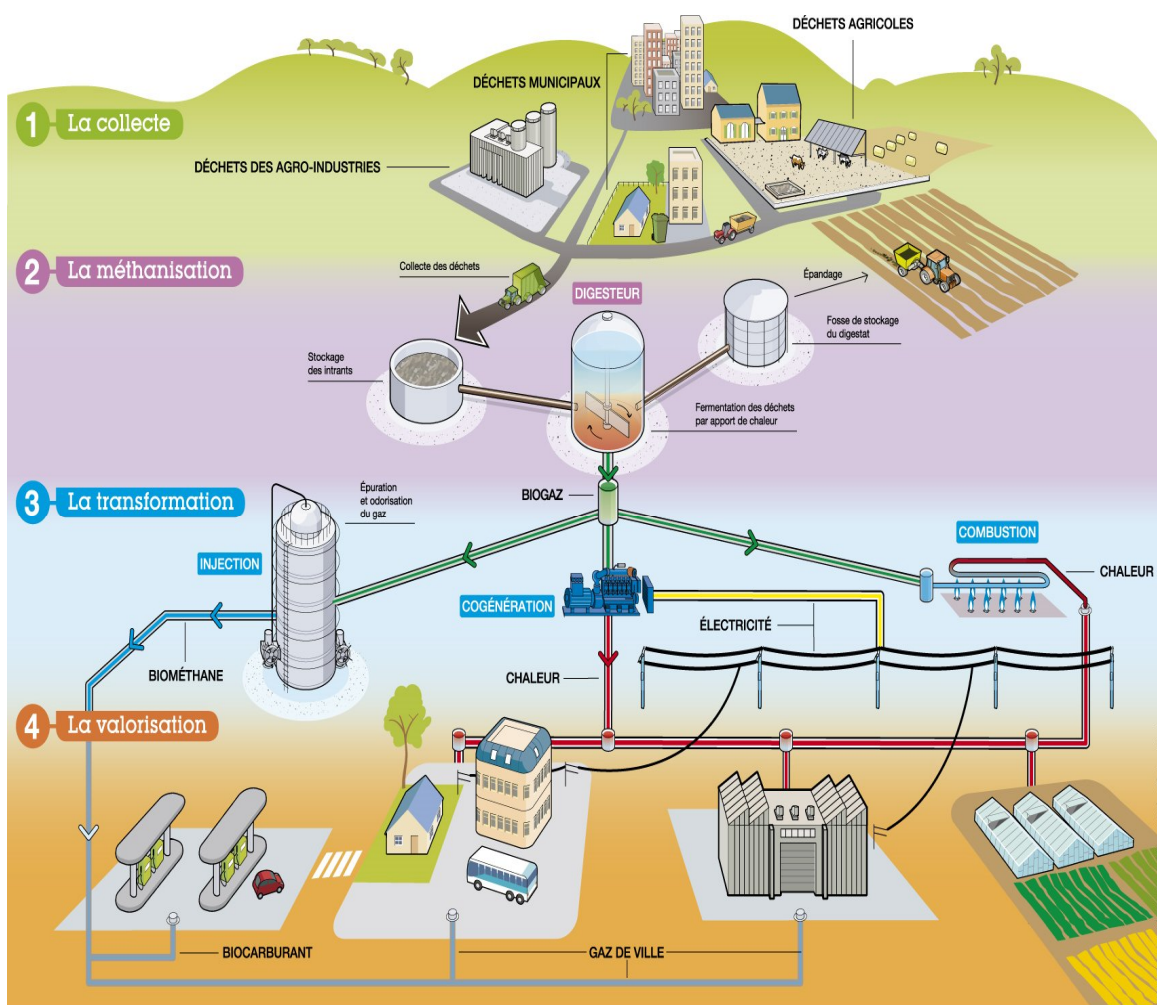 DÉCHETS AGRICOLES
DÉCHETS MUNICIPAUX
1 La collecte
DÉCHETS DES AGRO-INDUSTRIES
2 La méthanisation
Collecte des déchets
DIGESTEUR
Épandage
Fosse de stockage
du digestat
Stockage
des intrants
Fermentation des déchets
par apport de chaleur
3 La transformation
Épuration
et odorisation
du gaz
BIOGAZ
INJECTION
COMBUSTION
CHALEUR
COGÉNÉRATION
ÉLECTRICITÉ
BIOMÉTHANE
CHALEUR
4 La valorisation
BIOCARBURANT
GAZ DE VILLE